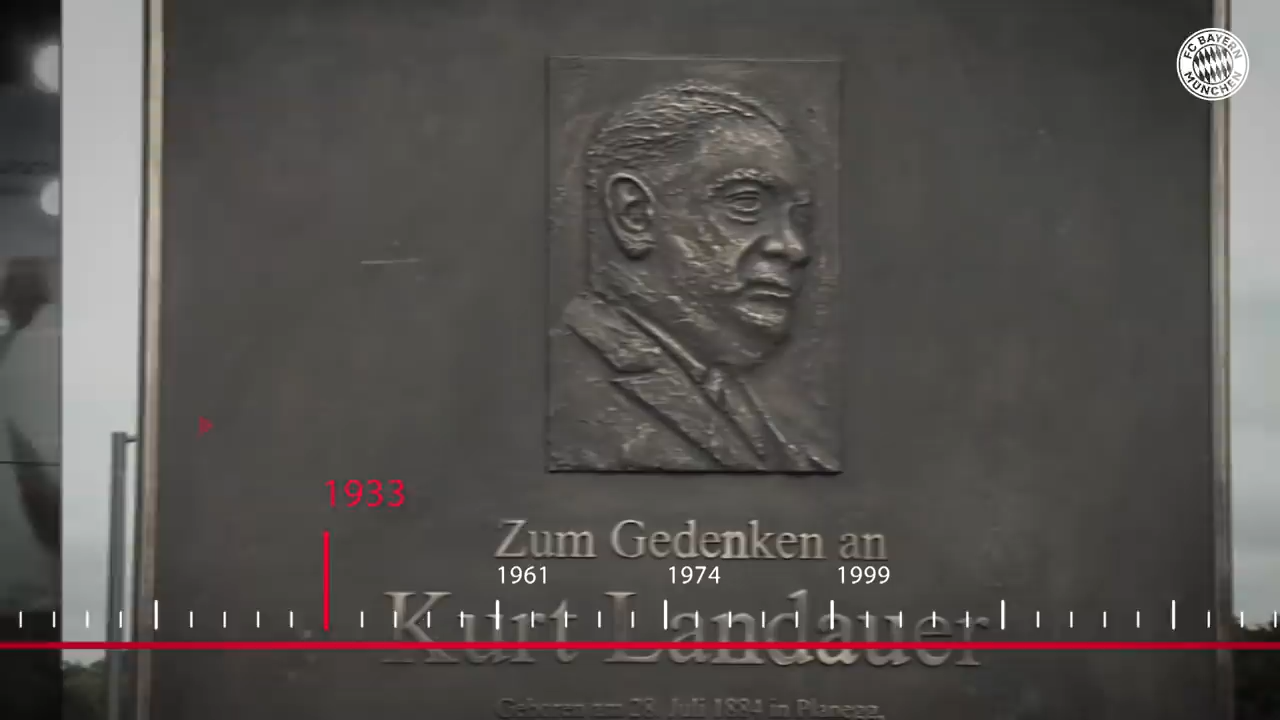 FC BAYERN
MÜNCHEN
1933
Zum Gedenken an
1961 1974 1999
Kurt Landauer
Geboren am 28. Juli 1884 in Planegg,